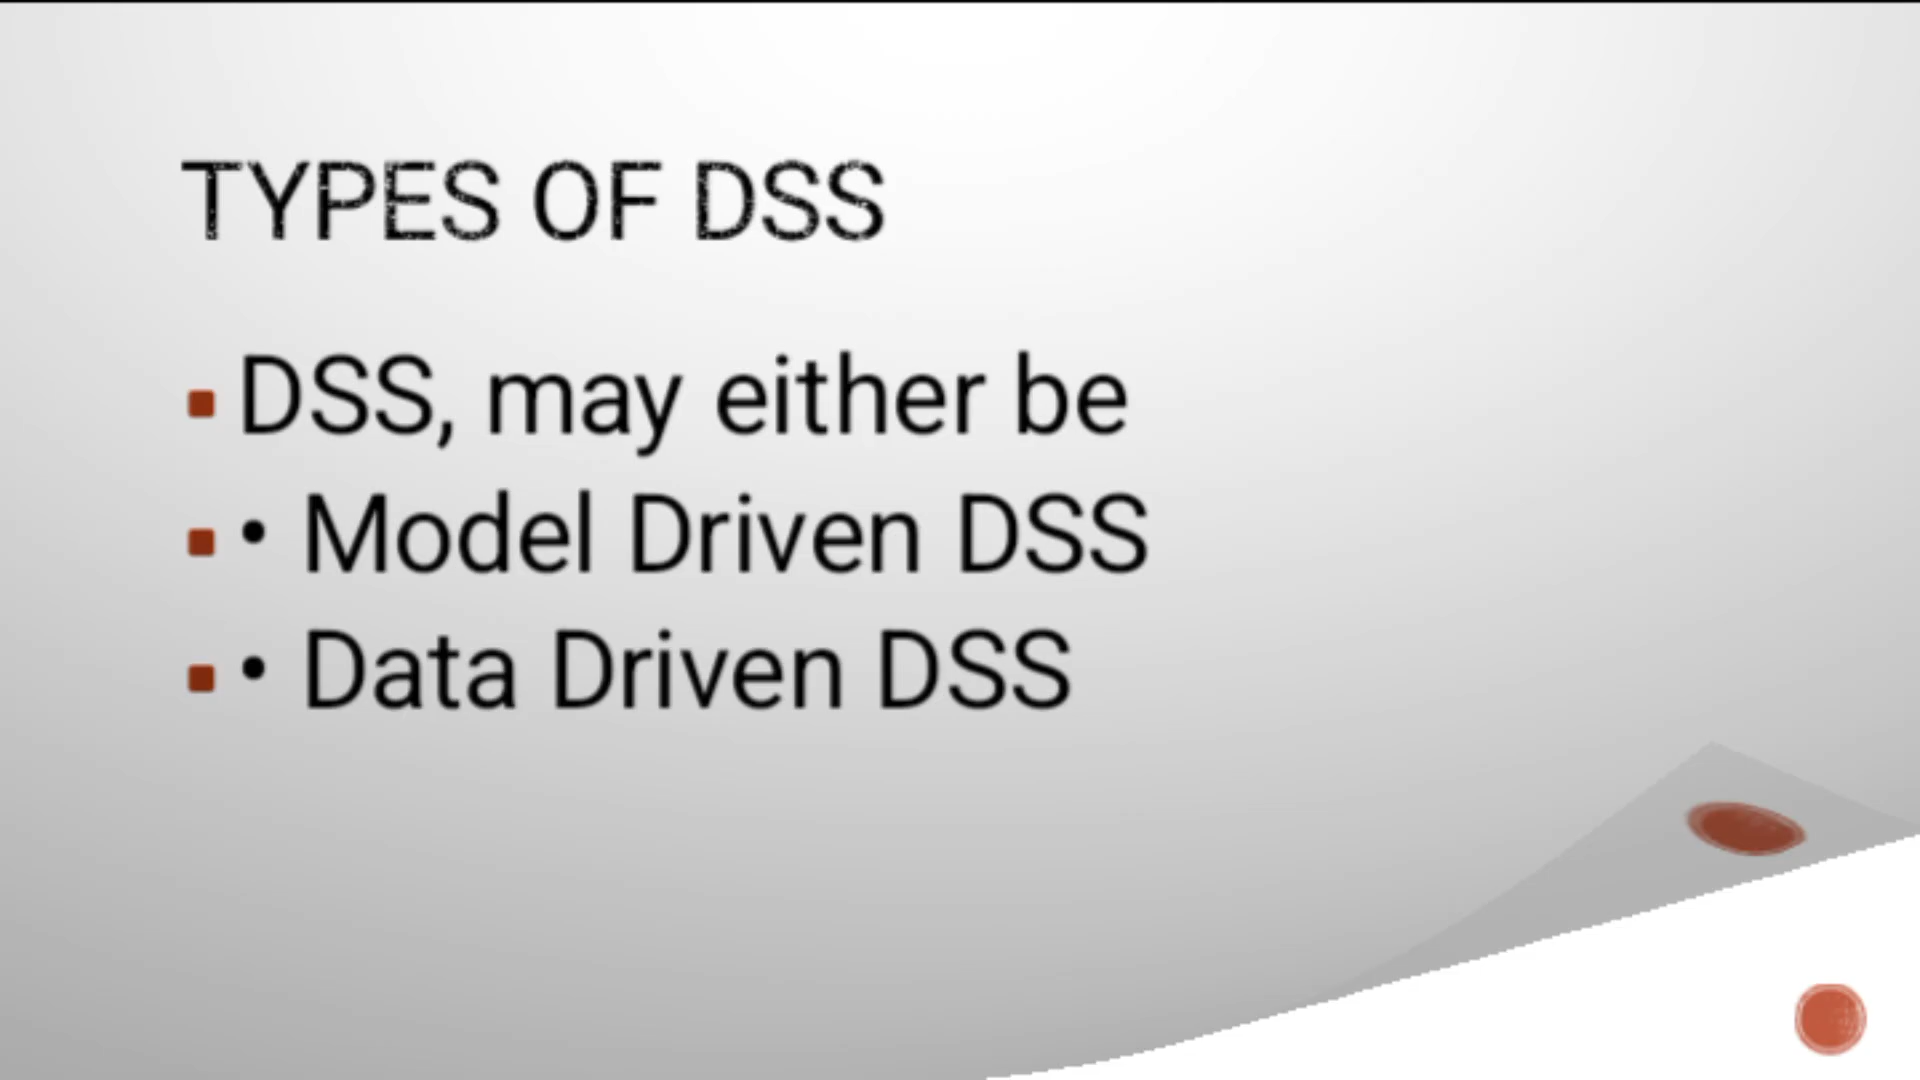 TYPES OF DSS
DSS, may either be
• Model Driven DSS
• Data Driven DSS